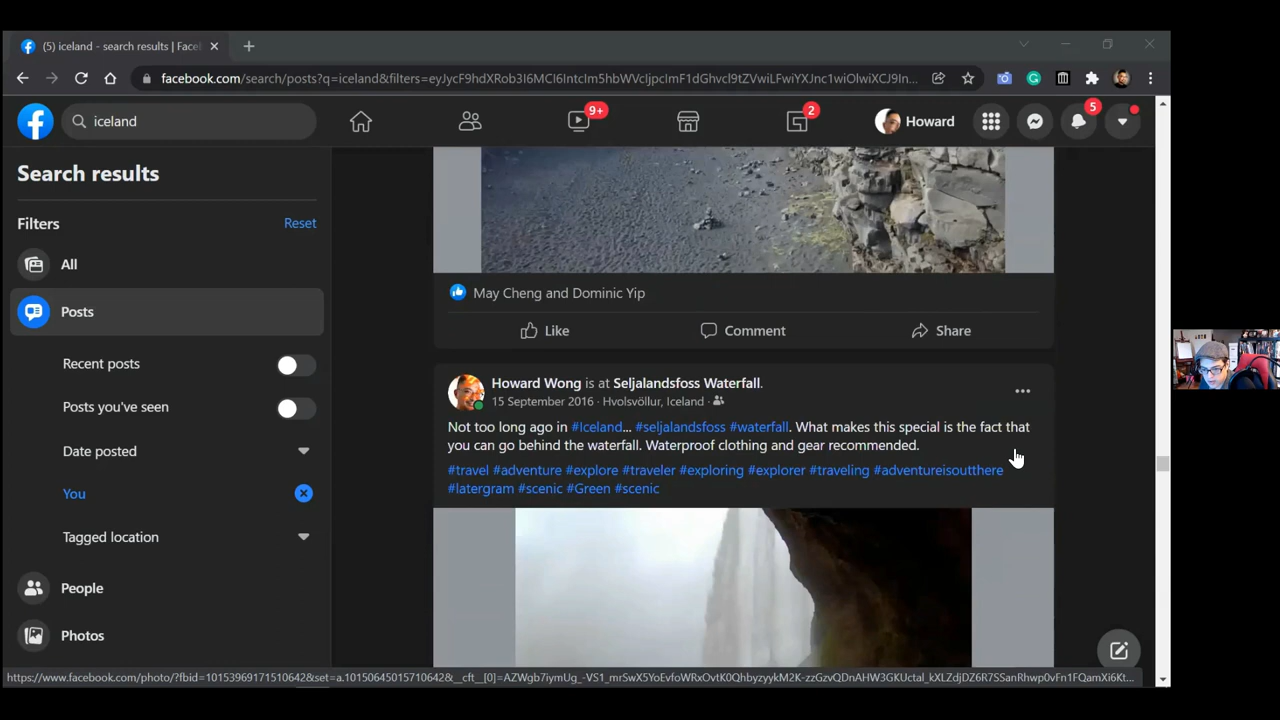 (5) iceland - search results | Face
facebook.com/search/posts?q=iceland&filters=eyJycF9hdXRob3I6MCI6IntcIm5hbWVcIjpcImF1dGhvcl9tZVwiLFwiYXJnc1wiOlwiXCJ9In...
iceland
9+
2
Howard
5
Search results
Filters
Reset
All
Posts
Recent posts
Posts you've seen
Date posted
You
Tagged location
People
Photos
May Cheng and Dominic Yip
Like
Comment
Share
Howard Wong is at Seljalandsfoss Waterfall.
15 September 2016 · Hvolsvöllur, Iceland ·
Not too long ago in #Iceland... #seljalandsfoss #waterfall. What makes this special is the fact that
you can go behind the waterfall. Waterproof clothing and gear recommended.
#travel #adventure #explore #traveler #exploring #explorer #traveling #adventureisoutthere
#latergram #scenic #Green #scenic